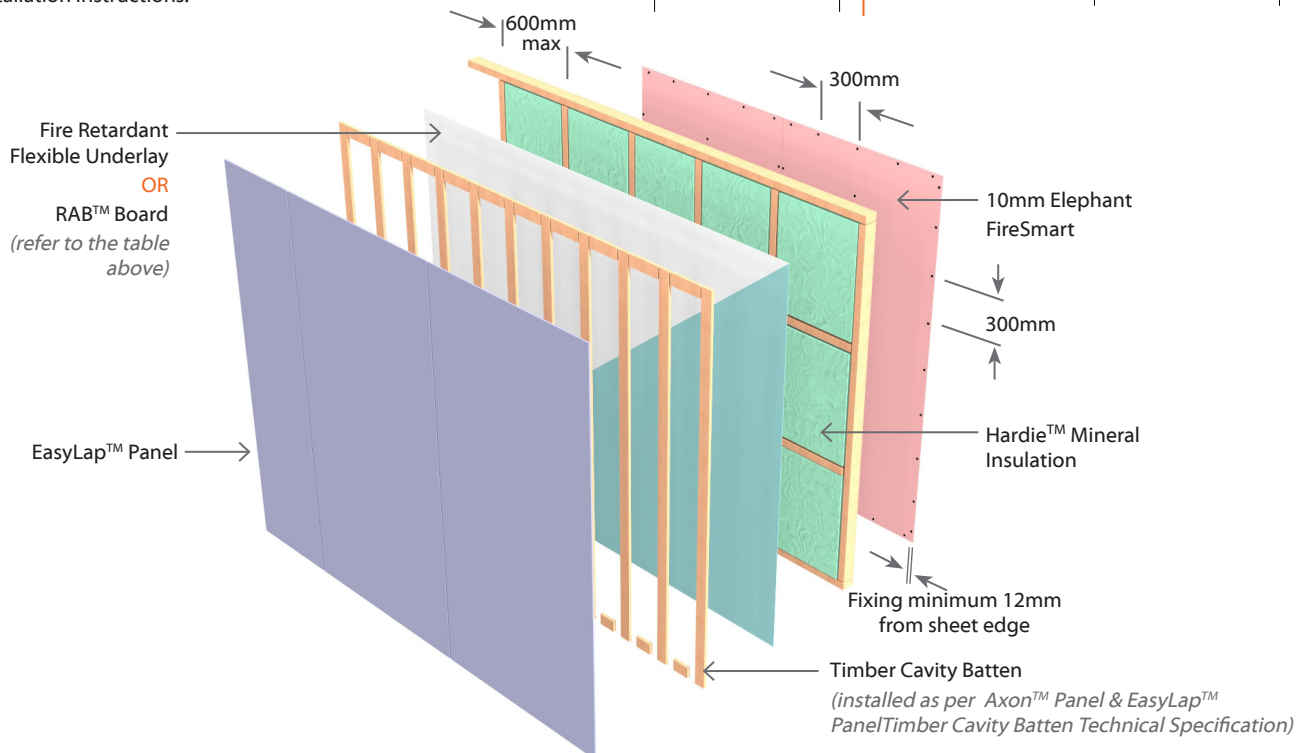 600mm
max
300mm
Fire Retardant
Flexible Underlay
OR
RAB™ Board
(refer to the table
above)
10mm Elephant
FireSmart
300mm
EasyLap™ Panel
Hardie™ Mineral
Insulation
Fixing minimum 12mm
from sheet edge
Timber Cavity Batten
(installed as per Axon™ Panel & EasyLap™
PanelTimber Cavity Batten Technical Specification)